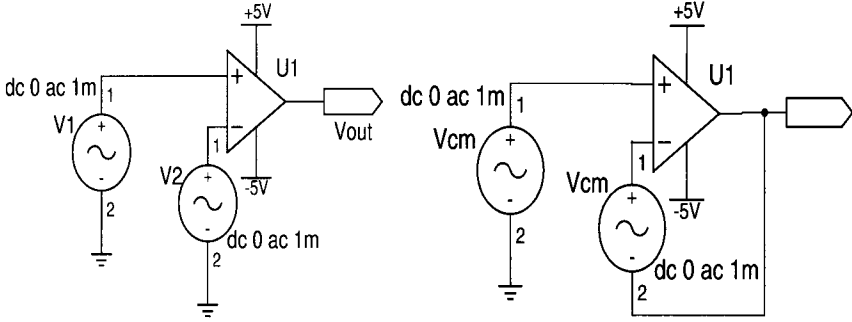 +5V
U1
dc 0 ac 1m
1
+
V1
+
-
-
2
1
-5V
Vout
V2
+
-
dc 0 ac 1m
2
+5V
U1
dc 0 ac 1m
1
+
Vcm
+
-
-
2
1
-5V
Vcm
+
-
dc 0 ac 1m
2